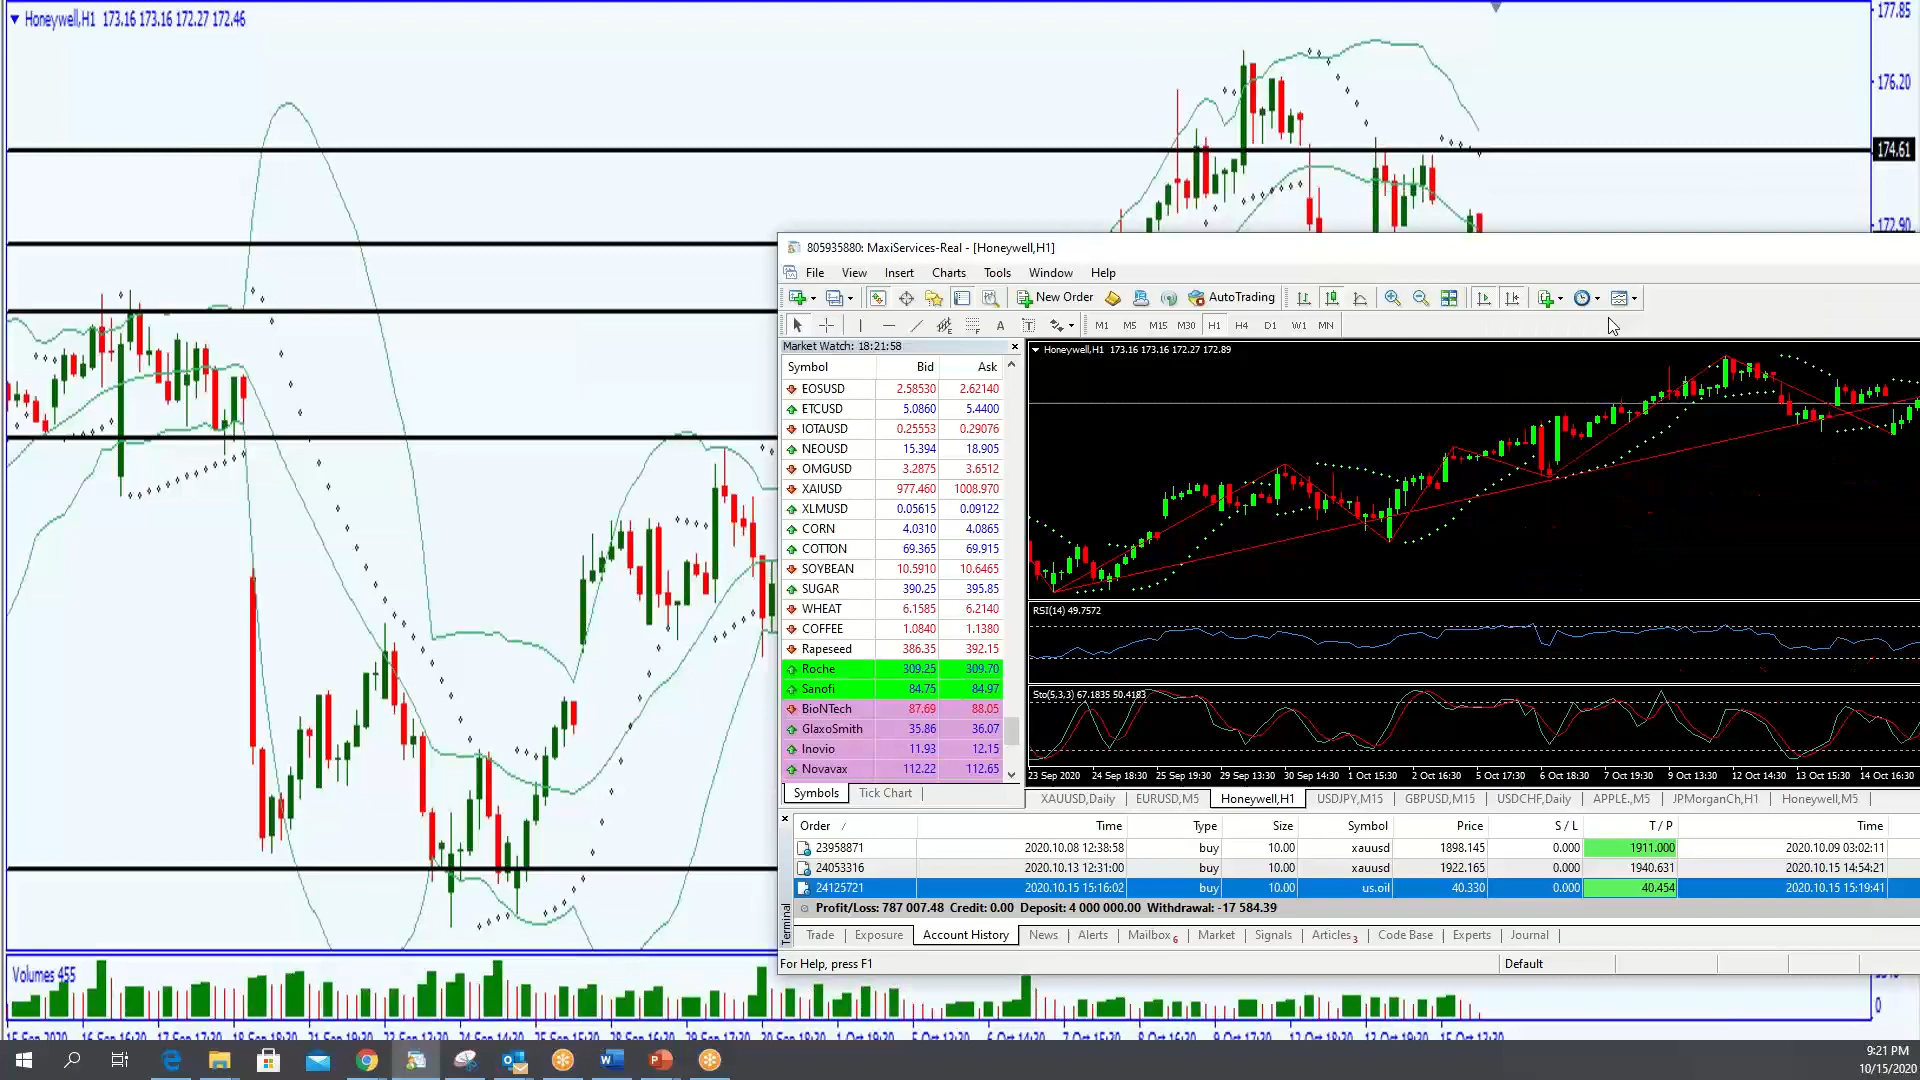 Honeywell,H1 173.16 173.16 172.27 172.46
177.85
176.20
174.61
172.90
805935880: MaxiServices-Real - [Honeywell,H1]
File View Insert Charts Tools Window Help
New Order AutoTrading
A T M1 M5 M15 M30 H1 H4 D1 W1 MN
Market Watch: 18:21:58
Symbol Bid Ask
EOSUSD 2.58530 2.62140
ETCUSD 5.0860 5.4400
IOTAUSD 0.25553 0.29076
NEOUSD 15.394 18.905
OMGUSD 3.2875 3.6512
XAIUSD 977.460 1008.970
XLMUSD 0.05615 0.09122
CORN 4.0310 4.0865
COTTON 69.365 69.915
SOYBEAN 10.5910 10.6465
SUGAR 390.25 395.85
WHEAT 6.1585 6.2140
COFFEE 1.0840 1.1380
Rapeseed 386.35 392.15
Roche 309.25 309.70
Sanofi 84.75 84.97
BioNTech 87.69 88.05
GlaxoSmith 35.86 36.07
Inovio 11.93 12.15
Novavax 112.22 112.65
Symbols Tick Chart
Honeywell,H1 173.16 173.16 172.27 172.89
RSI(14) 49.7572
Sto(5,3,3) 67.1835 50.4183
23 Sep 2020 24 Sep 18:30 25 Sep 19:30 29 Sep 13:30 30 Sep 14:30 1 Oct 15:30 2 Oct 16:30 5 Oct 17:30 6 Oct 18:30 7 Oct 19:30 9 Oct 13:30 12 Oct 14:30 13 Oct 15:30 14 Oct 16:30
XAUUSD,Daily EURUSD,M5 Honeywell,H1 USDJPY,M15 GBPUSD,M15 USDCHF,Daily APPLE.,M5 JPMorganCh,H1 Honeywell,M5
Order / Time Type Size Symbol Price S / L T / P Time
23958871 2020.10.08 12:38:58 buy 10.00 xauusd 1898.145 0.000 1911.000 2020.10.09 03:02:11
24053316 2020.10.13 12:31:00 buy 10.00 xauusd 1922.165 0.000 1940.631 2020.10.15 14:54:21
24125721 2020.10.15 15:16:02 buy 10.00 us.oil 40.330 0.000 40.454 2020.10.15 15:19:41
Profit/Loss: 787 007.48 Credit: 0.00 Deposit: 4 000 000.00 Withdrawal: -17 584.39
Terminal
Trade Exposure Account History News Alerts Mailbox 6 Market Signals Articles 3 Code Base Experts Journal
For Help, press F1 Default
Volumes 455
0
9:21 PM
10/15/2020